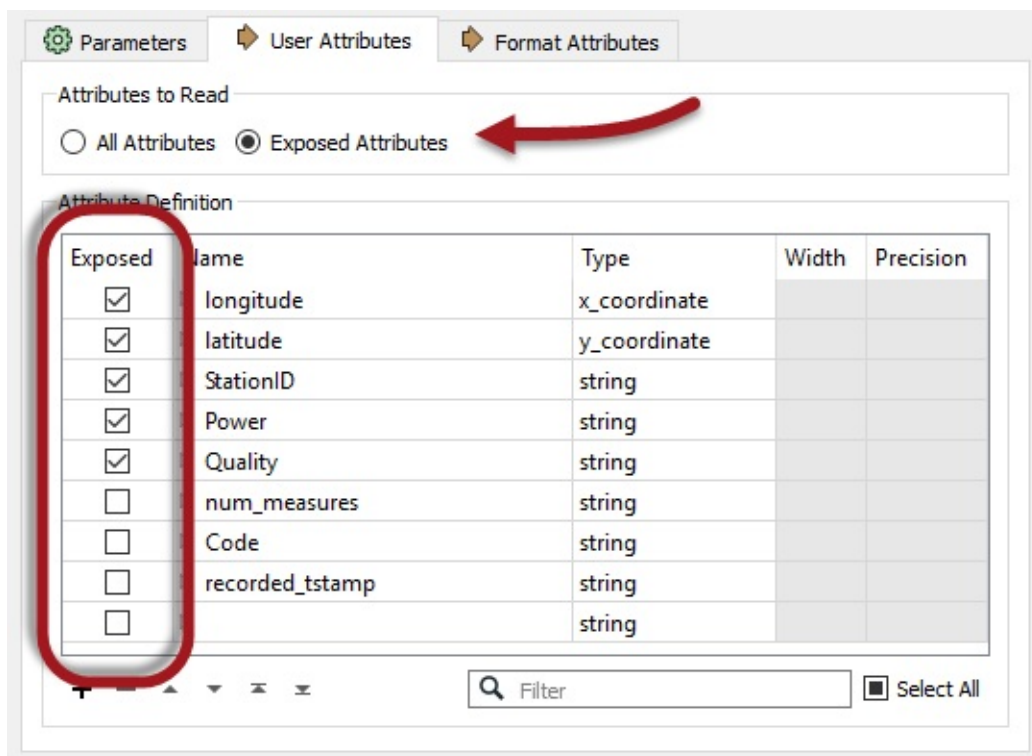 Parameters User Attributes Format Attributes
Attributes to Read
All Attributes Exposed Attributes
Attribute Definition
Exposed Name Type Width Precision
longitude x_coordinate
latitude y_coordinate
StationID string
Power string
Quality string
num_measures string
Code string
recorded_tstamp string
string
Filter Select All